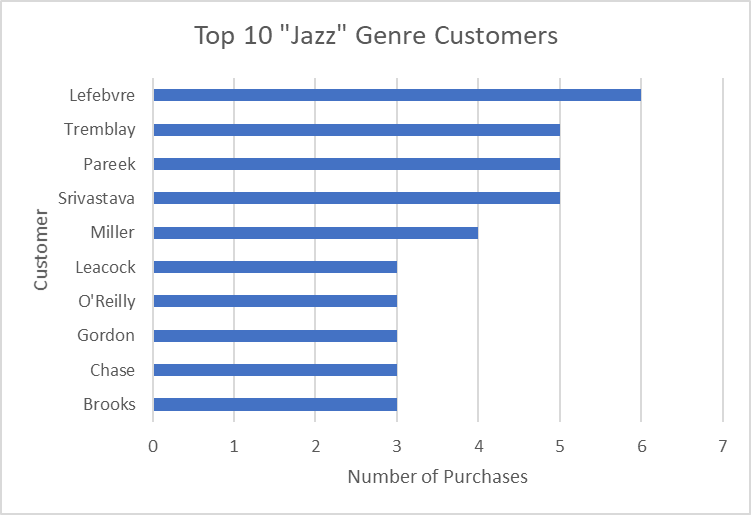 Top 10 "Jazz" Genre Customers
Customer
Lefebvre
Tremblay
Pareek
Srivastava
Miller
Leacock
O'Reilly
Gordon
Chase
Brooks
0 1 2 3 4 5 6 7
Number of Purchases